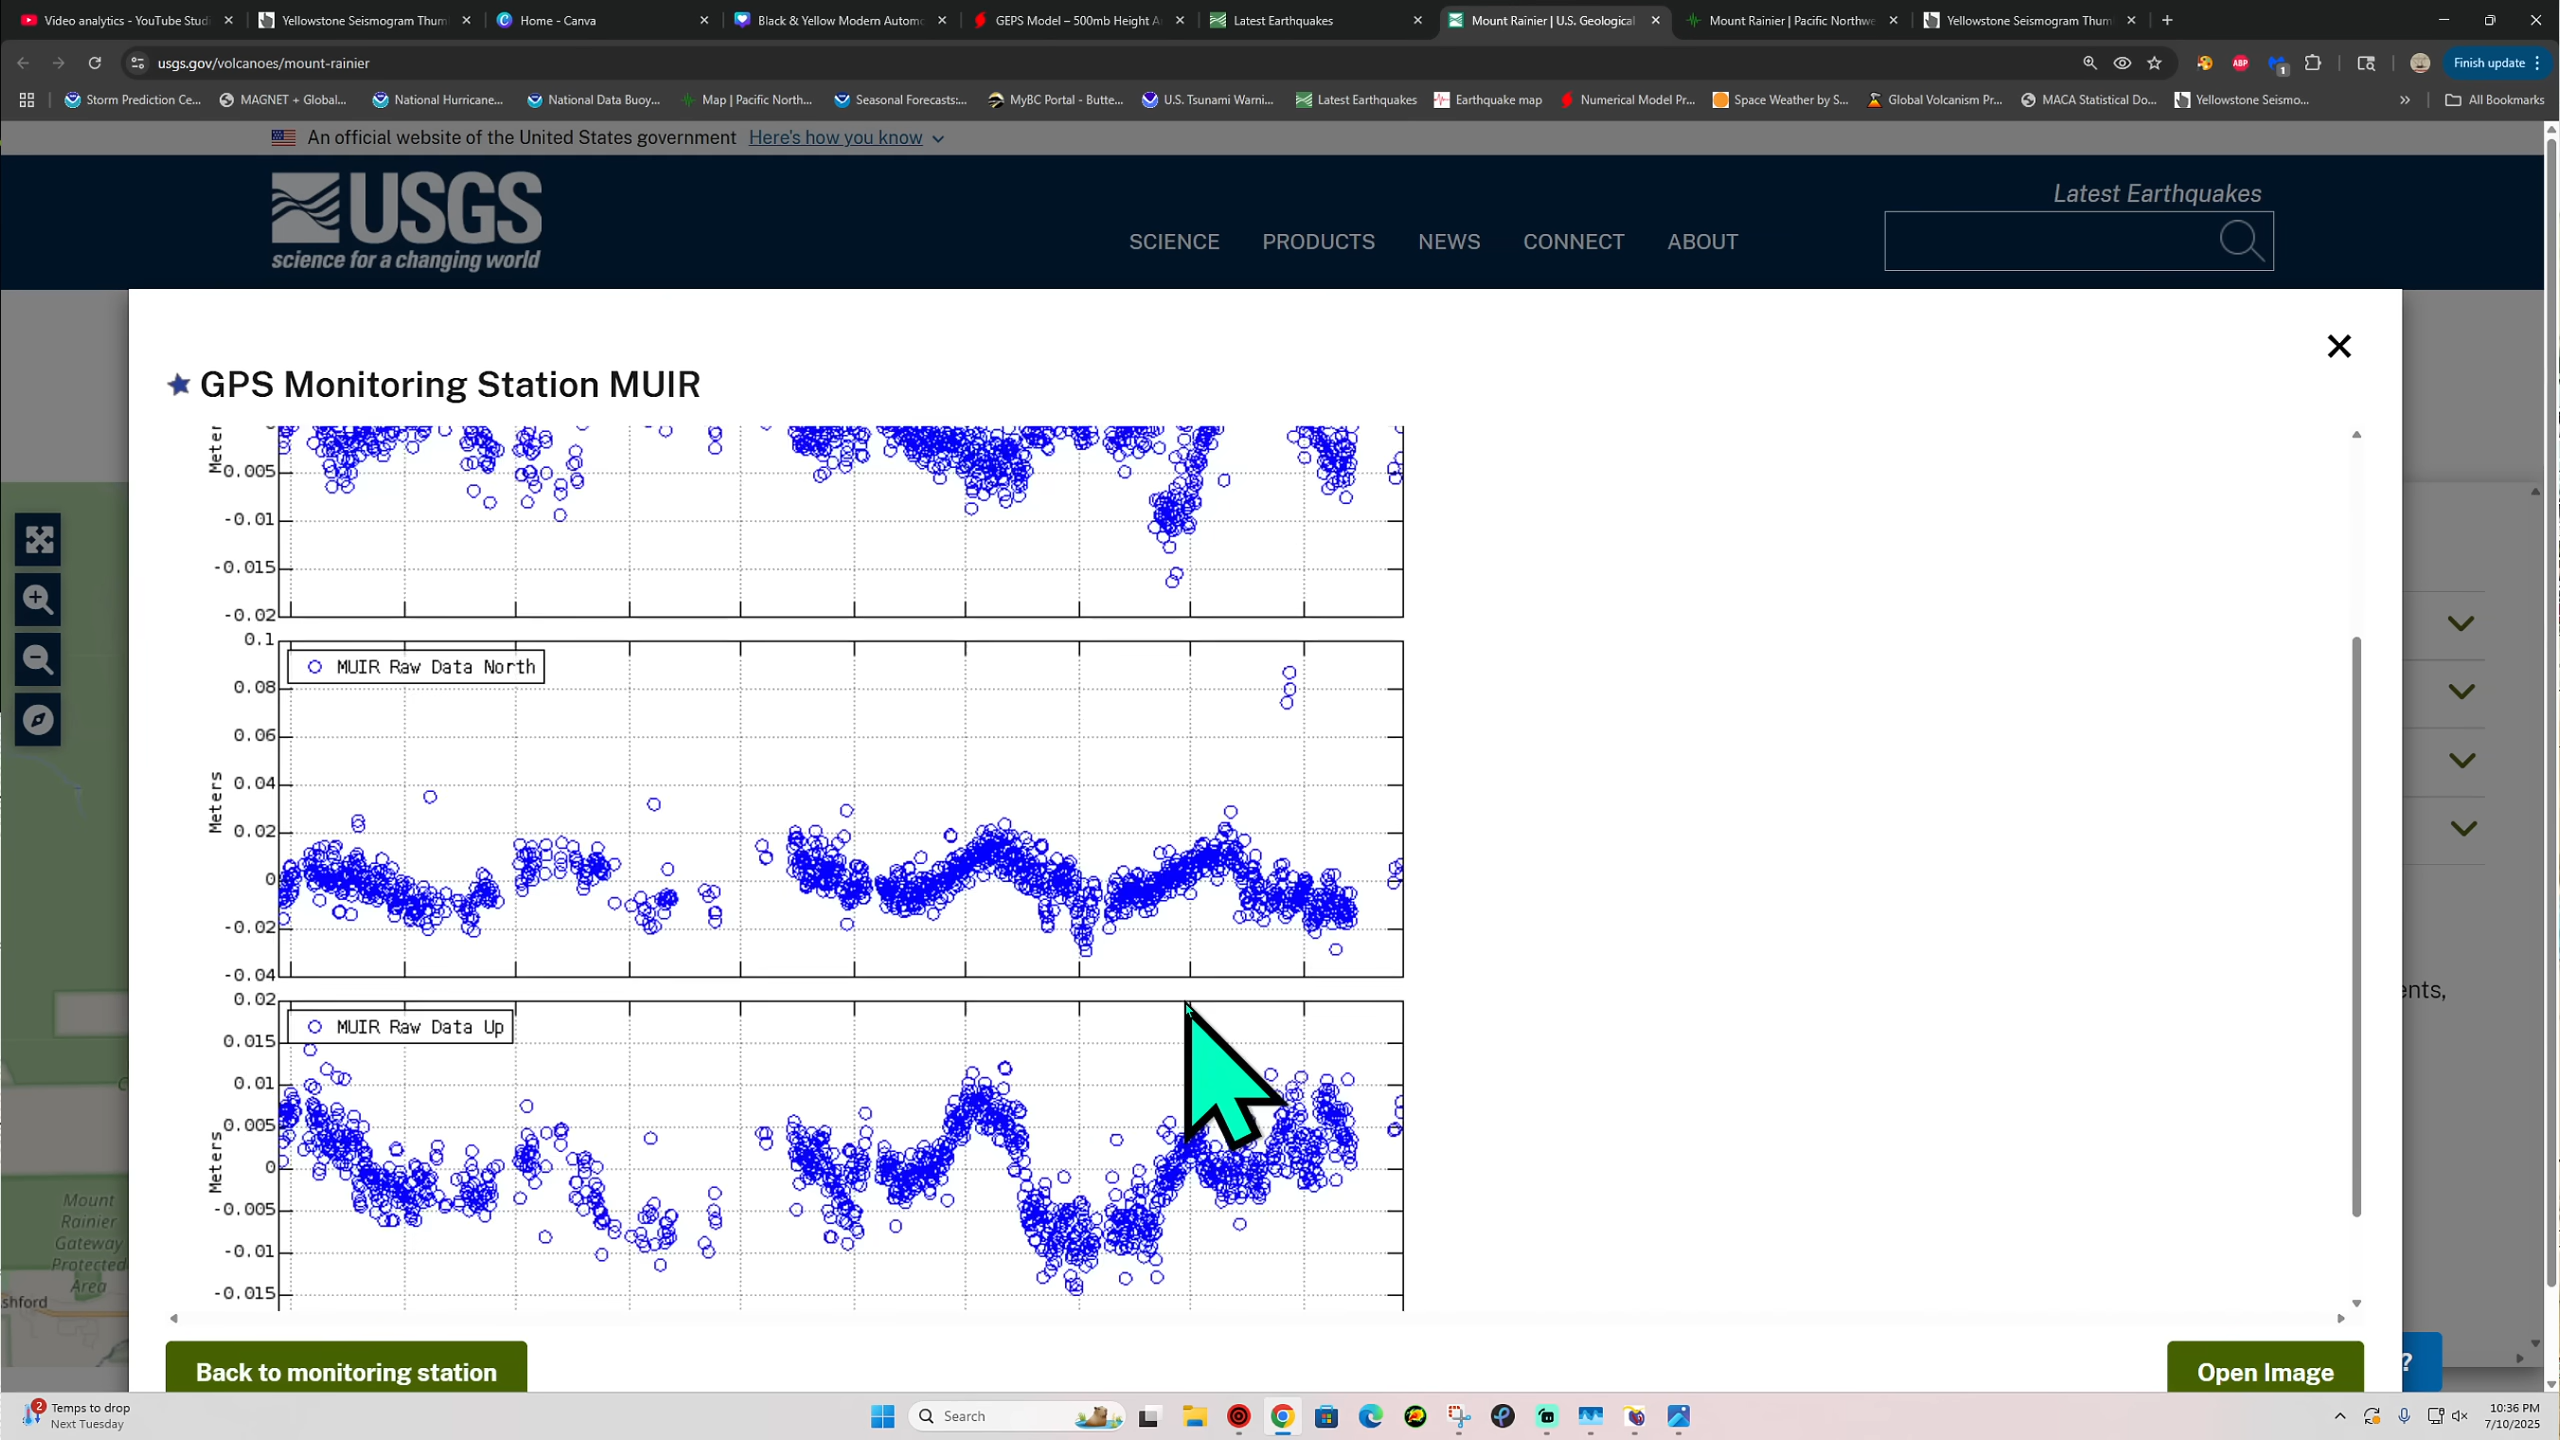 Video analytics - YouTube Stud
Yellowstone Seismogram Thum
Home - Canva
Black & Yellow Modern Automo
GEPS Model – 500mb Height A
Latest Earthquakes
Mount Rainier | U.S. Geological
Mount Rainier | Pacific Northwe
Yellowstone Seismogram Thum
usgs.gov/volcanoes/mount-rainier
ABP
1
Finish update
Storm Prediction Ce...
MAGNET + Global...
National Hurricane...
National Data Buoy...
Map | Pacific North...
Seasonal Forecasts:...
MyBC Portal - Butte...
U.S. Tsunami Warni...
Latest Earthquakes
Earthquake map
Numerical Model Pr...
Space Weather by S...
Global Volcanism Pr...
MACA Statistical Do...
Yellowstone Seismo...
All Bookmarks
An official website of the United States government Here's how you know
USGS
science for a changing world
SCIENCE
PRODUCTS
NEWS
CONNECT
ABOUT
Latest Earthquakes
GPS Monitoring Station MUIR
-0.01
-0.015
-0.02
0.1
MUIR Raw Data North
0.08
0.06
0.04
0.02
0
-0.02
-0.04
Meters
0.02
MUIR Raw Data Up
0.015
0.01
0.005
0
-0.005
-0.01
-0.015
Meters
ents,
Mount
Rainier
Gateway
Protected
Area
shford
?
Back to monitoring station
Open Image
2
Temps to drop
Next Tuesday
Search
10:36 PM
7/10/2025